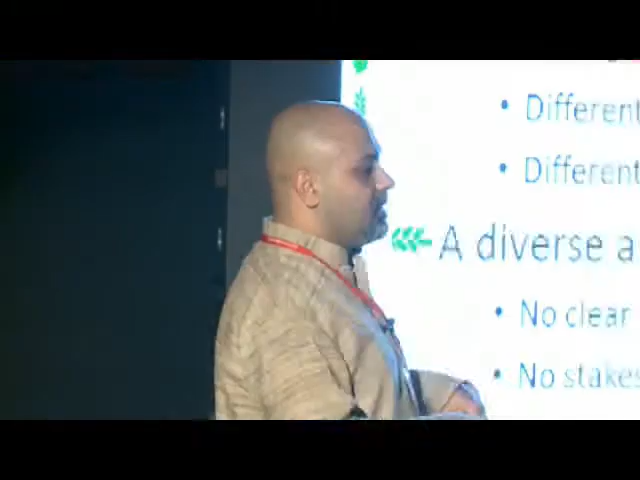 • Different
• Different
A diverse a
• No clear
• No stakes